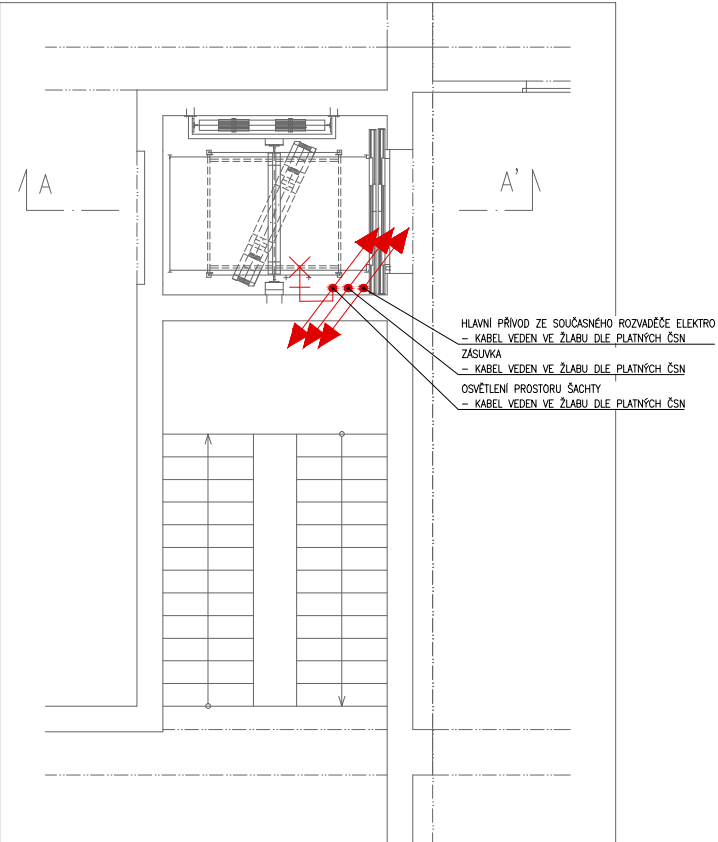 A
A'
HLAVNÍ PŘÍVOD ZE SOUČASNÉHO ROZVADĚČE ELEKTRO
– KABEL VEDEN VE ŽLABU DLE PLATNÝCH ČSN
ZÁSUVKA
– KABEL VEDEN VE ŽLABU DLE PLATNÝCH ČSN
OSVĚTLENÍ PROSTORU ŠACHTY
– KABEL VEDEN VE ŽLABU DLE PLATNÝCH ČSN